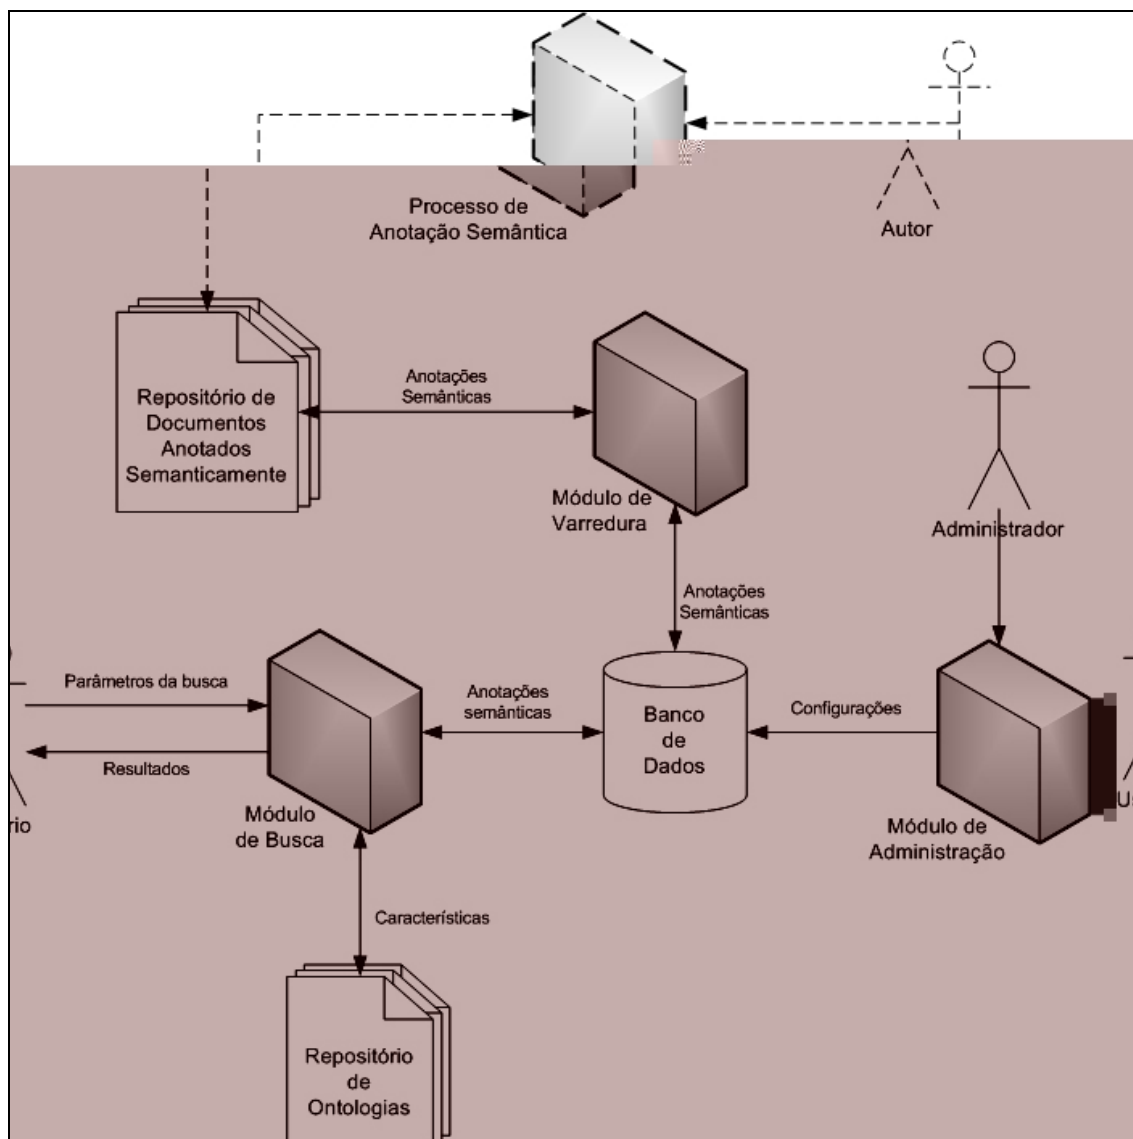 Processo de
Anotação Semântica
Autor
Anotações
Semânticas
Repositório de
Documentos
Anotados
Semanticamente
Módulo de
Varredura
Administrador
Anotações
Semânticas
Parâmetros da busca
Resultados
rio
Módulo
de Busca
Anotações
semânticas
Banco
de
Dados
Configurações
Módulo de
Administração
Us
Características
Repositório
de
Ontologias